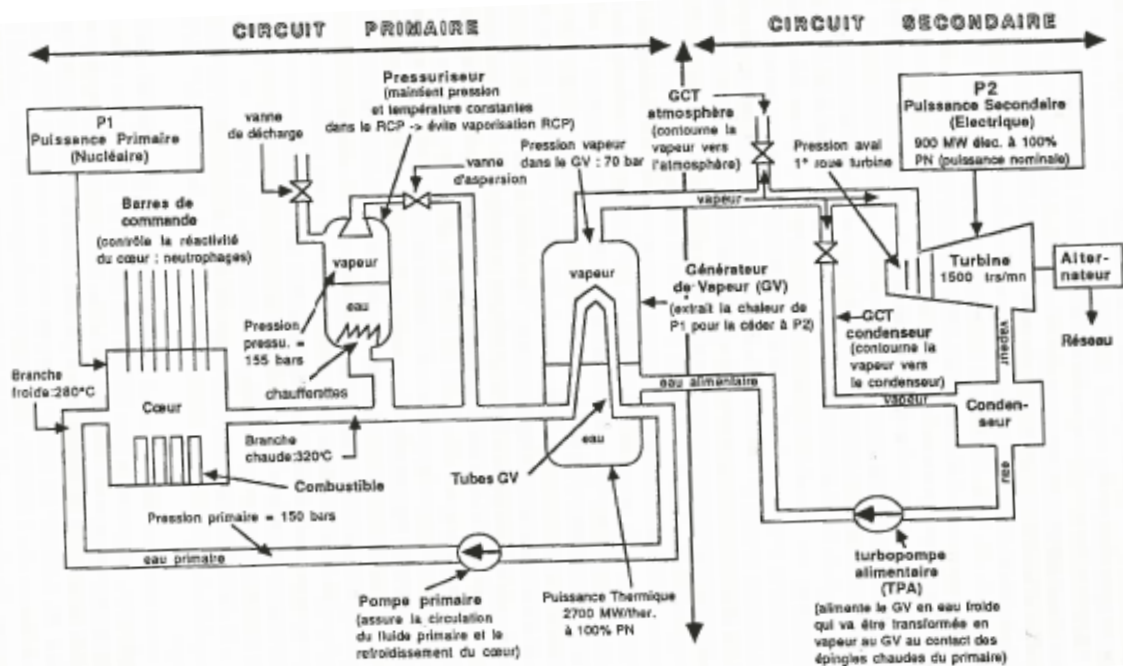 CIRCUIT PRIMAIRE
CIRCUIT SECONDAIRE
P1
Puissance Primaire
(Nucléaire)
vanne
de décharge
Pressuriseur
(maintient pression
et température constantes
dans le RCP -> évite vaporisation RCP)
vanne
d'aspersion
Pression vapeur
dans le GV : 70 bar
GCT
atmosphère
(contourne la
vapeur vers
l'atmosphère)
Pression aval
1° roue turbine
P2
Puissance Secondaire
(Electrique)
900 MW élec. à 100%
PN (puissance nominale)
Barres de
commande
(contrôle la réactivité
du cœur : neutrophages)
vapeur
eau
Pression
pressu. =
155 bars
chaufferettes
vapeur
vapeur
Générateur
de Vapeur (GV)
(extrait la chaleur de
P1 pour la céder à P2)
GCT
condenseur
(contourne la
vapeur vers
le condenseur)
Turbine
1500 trs/mn
Alter-
nateur
Réseau
vapeur
vapeur
Conden-
seur
eau
Branche
froide:280°C
Cœur
Branche
chaude:320°C
Combustible
eau alimentaire
eau
Tubes GV
Pression primaire = 150 bars
eau primaire
Pompe primaire
(assure la circulation
du fluide primaire et le
refroidissement du cœur)
Puissance Thermique
2700 MW/ther.
à 100% PN
turbopompe
alimentaire
(TPA)
(alimente le GV en eau froide
qui va être transformée en
vapeur au GV au contact des
épingles chaudes du primaire)